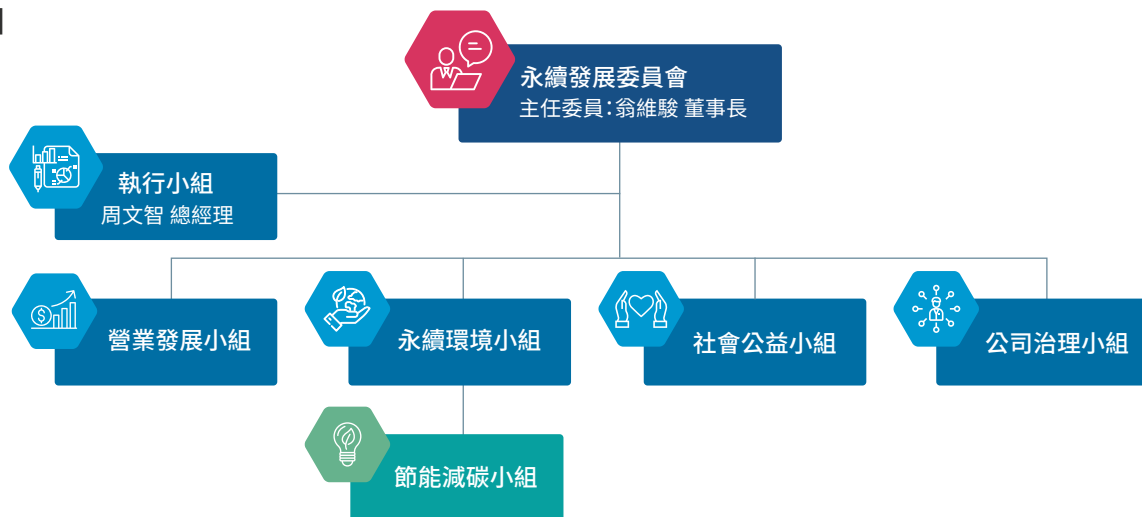 永續發展委員會
主任委員：翁維駿 董事長
執行小組
周文智 總經理
營業發展小組
永續環境小組
社會公益小組
公司治理小組
節能減碳小組